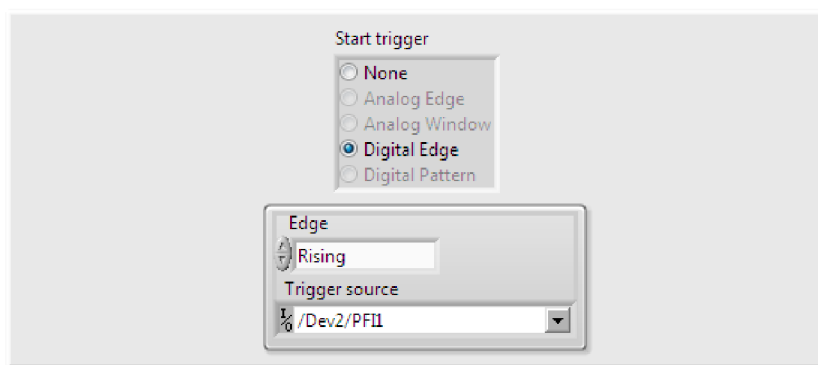 Start trigger
None
Analog Edge
Analog Window
Digital Edge
Digital Pattern
Edge
Rising
Trigger source
I/O /Dev2/PFI1